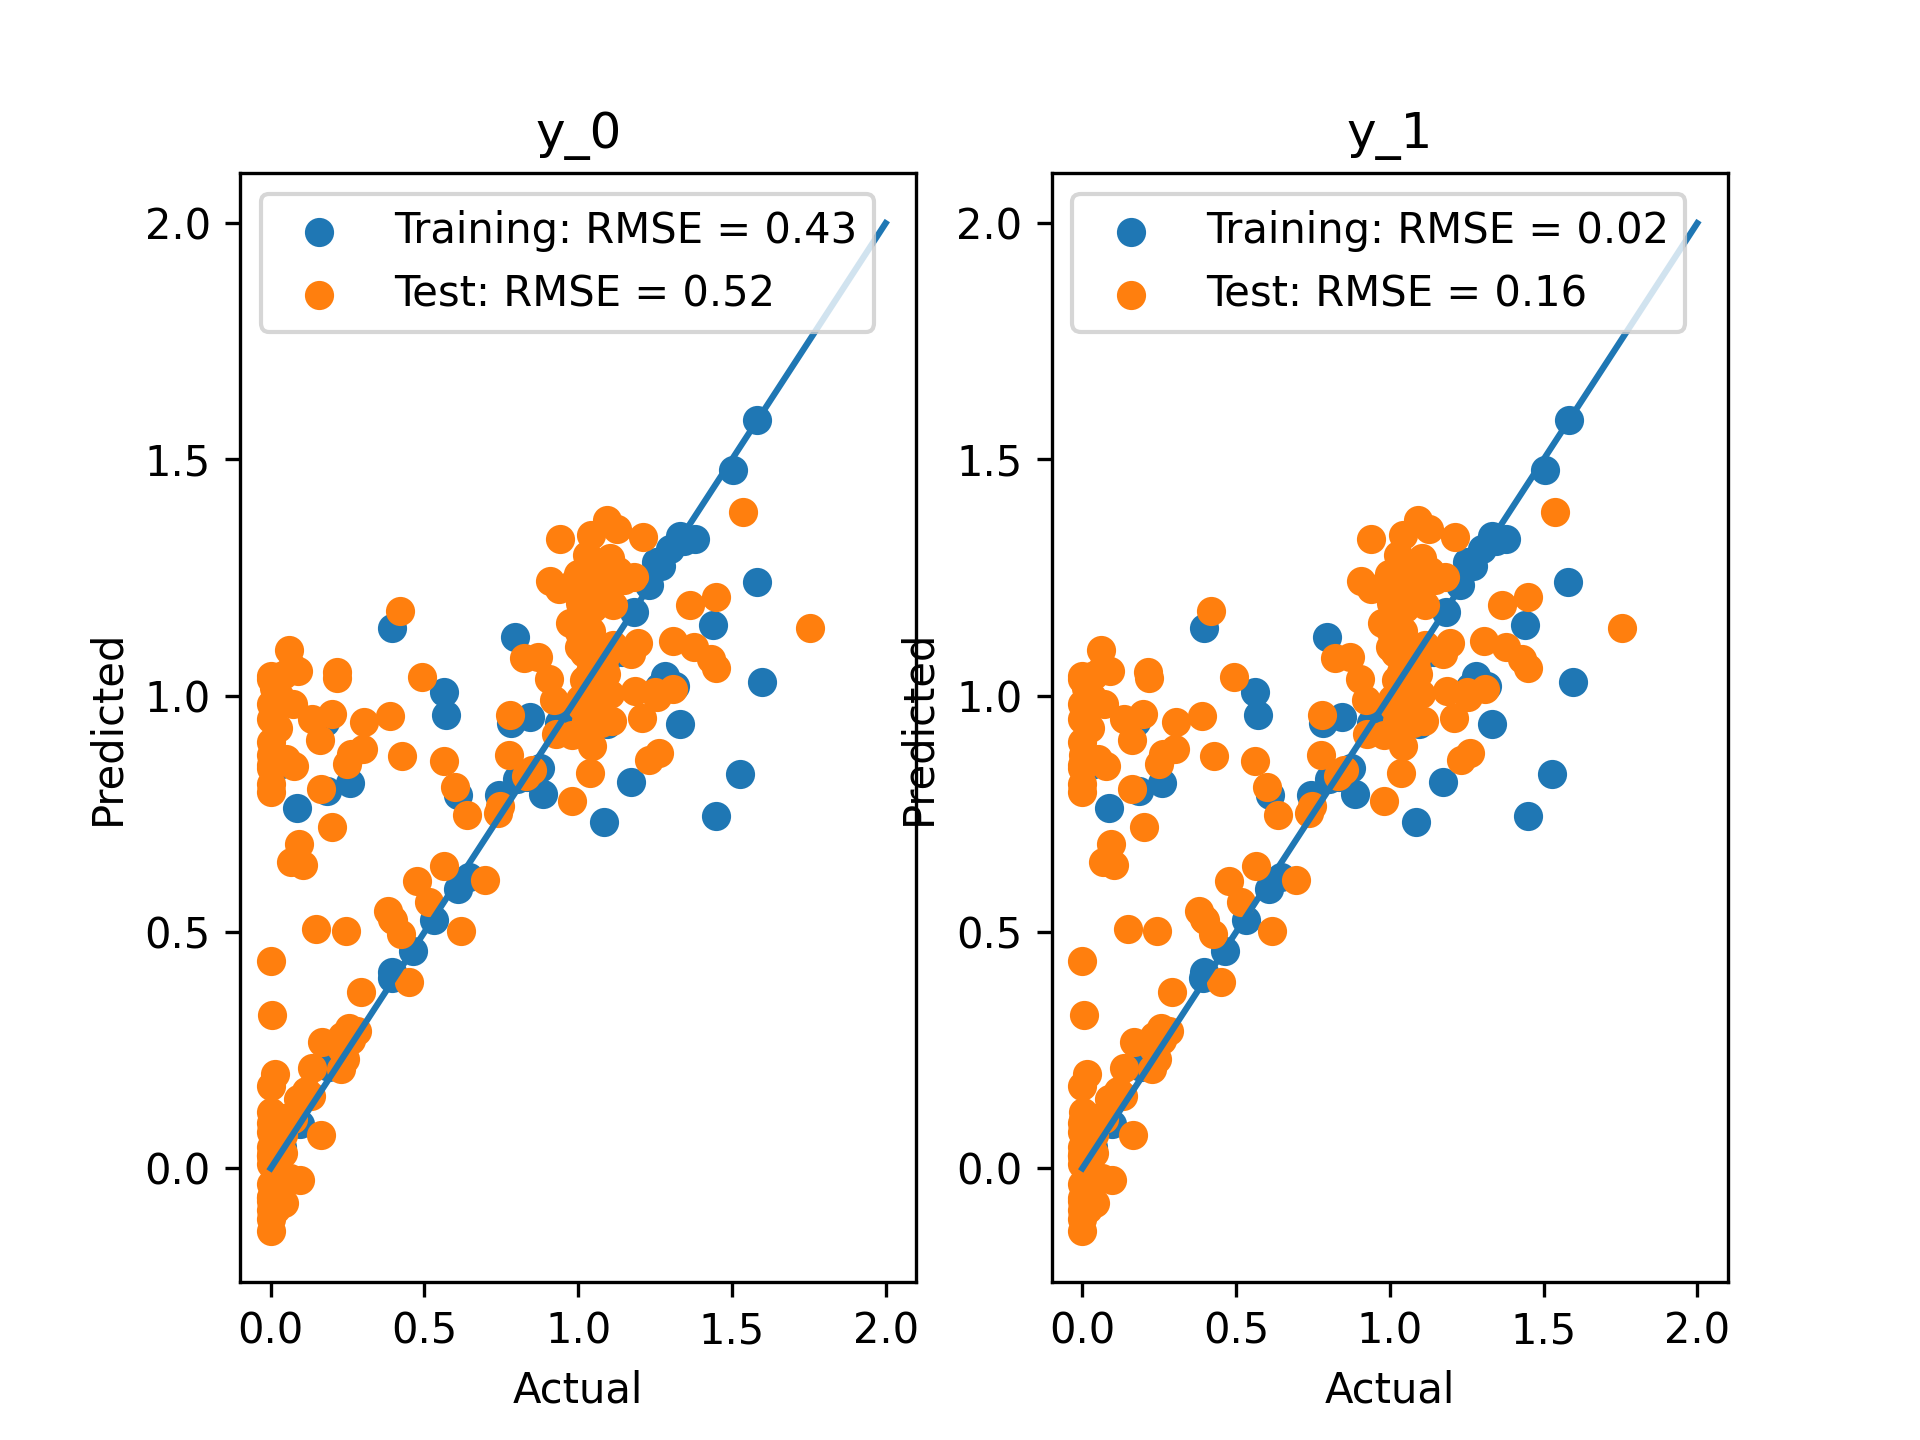 y_0
Training: RMSE = 0.43
Test: RMSE = 0.52
2.0
1.5
1.0
0.5
0.0
Predicted
0.0 0.5 1.0 1.5 2.0
Actual
y_1
Training: RMSE = 0.02
Test: RMSE = 0.16
2.0
1.5
1.0
0.5
0.0
Predicted
0.0 0.5 1.0 1.5 2.0
Actual